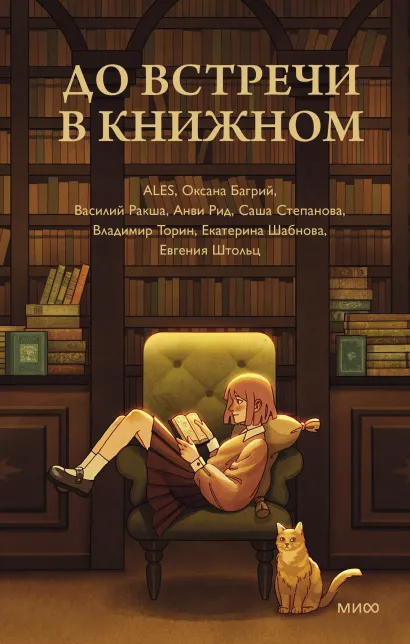 ДО ВСТРЕЧИ
В КНИЖНОМ
ALES, Оксана Багрий,
Василий Ракша, Анви Рид, Саша Степанова,
Владимир Торин, Екатерина Шабнова,
Евгения Штольц
МИФ